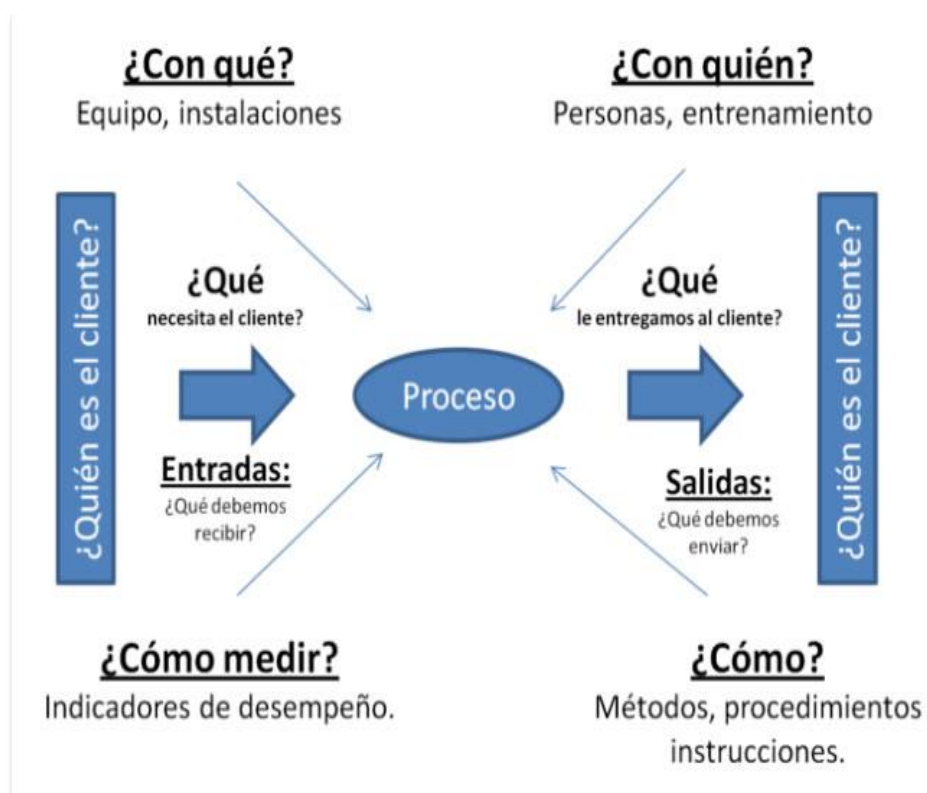 ¿Con qué?
Equipo, instalaciones
¿Con quién?
Personas, entrenamiento
¿Quién es el cliente?
¿Qué
necesita el cliente?
Entradas:
¿Qué debemos
recibir?
Proceso
¿Qué
le entregamos al cliente?
Salidas:
¿Qué debemos
enviar?
¿Quién es el cliente?
¿Cómo medir?
Indicadores de desempeño.
¿Cómo?
Métodos, procedimientos
instrucciones.